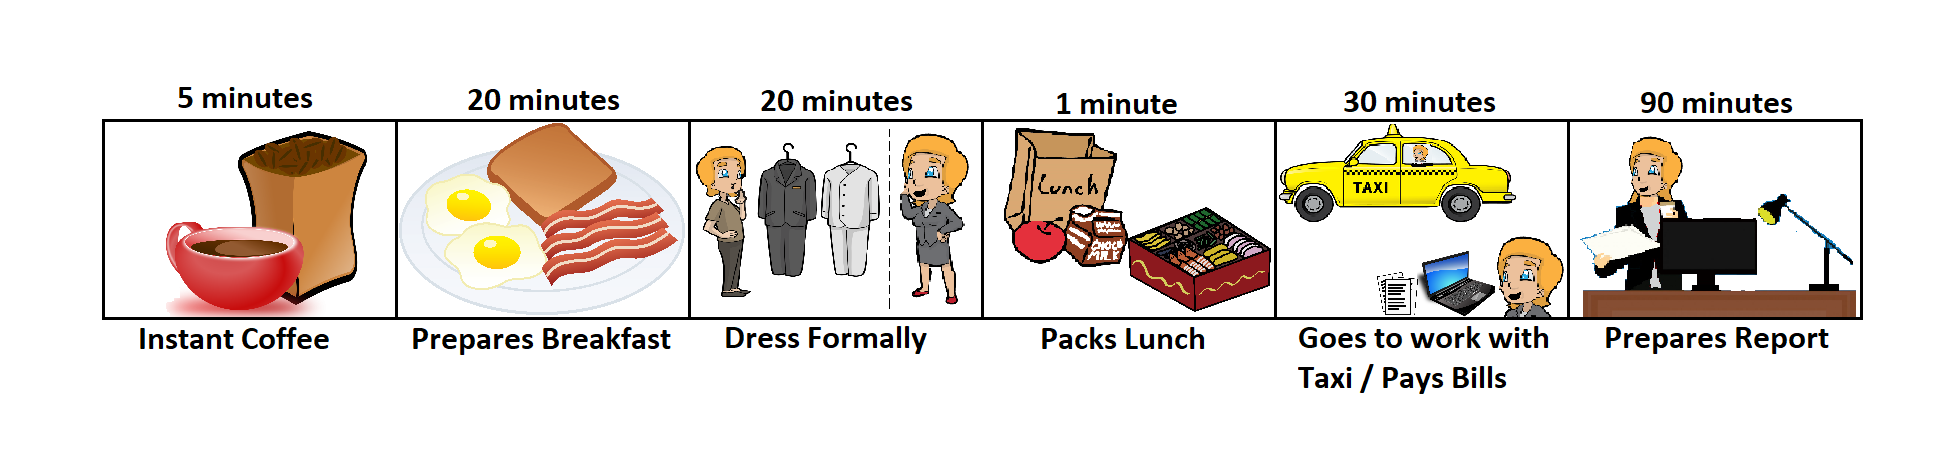 5 minutes
20 minutes
20 minutes
1 minute
30 minutes
90 minutes
Lunch
CHOCO
MILK
TAXI
Instant Coffee
Prepares Breakfast
Dress Formally
Packs Lunch
Goes to work with
Taxi / Pays Bills
Prepares Report